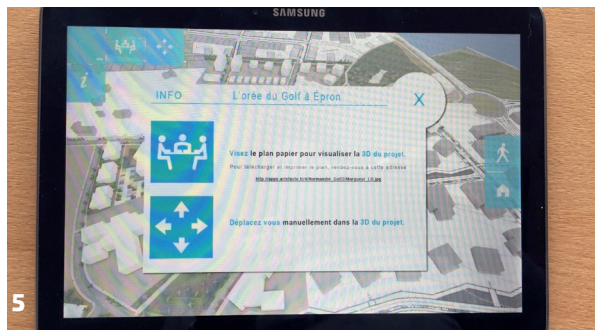 SAMSUNG
i
INFO L'orée du Golf à Épron X
Visez le plan papier pour visualiser la 3D du projet.
Pour télécharger et imprimer le plan, rendez-vous à cette adresse
Déplacez vous manuellement dans la 3D du projet.
5